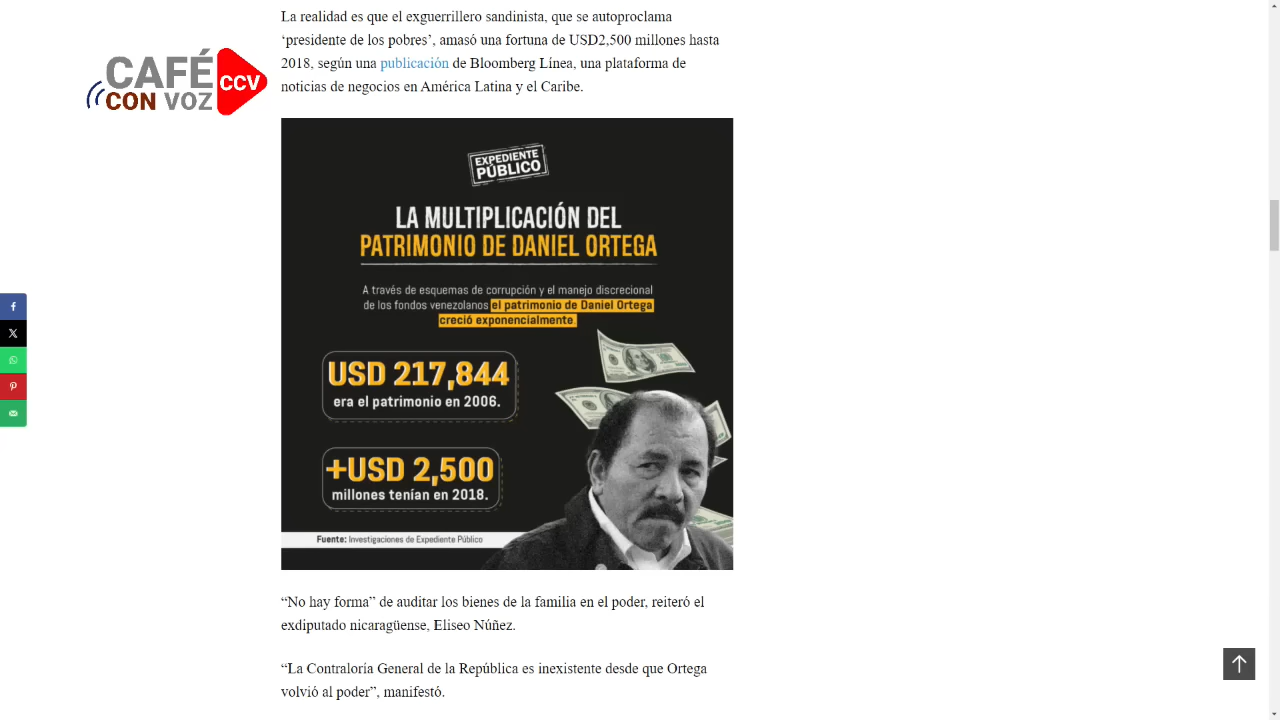 La realidad es que el exguerrillero sandinista, que se autoproclama
‘presidente de los pobres’, amasó una fortuna de USD2,500 millones hasta
2018, según una publicación de Bloomberg Línea, una plataforma de
noticias de negocios en América Latina y el Caribe.
CAFÉ
CON VOZ
CCV
EXPEDIENTE
PÚBLICO
LA MULTIPLICACIÓN DEL
PATRIMONIO DE DANIEL ORTEGA
A través de esquemas de corrupción y el manejo discrecional
de los fondos venezolanos el patrimonio de Daniel Ortega
creció exponencialmente.
USD 217,844
era el patrimonio en 2006.
+USD 2,500
millones tenían en 2018.
Fuente: Investigaciones de Expediente Público
“No hay forma” de auditar los bienes de la familia en el poder, reiteró el
exdiputado nicaragüense, Eliseo Núñez.
“La Contraloría General de la República es inexistente desde que Ortega
volvió al poder”, manifestó.